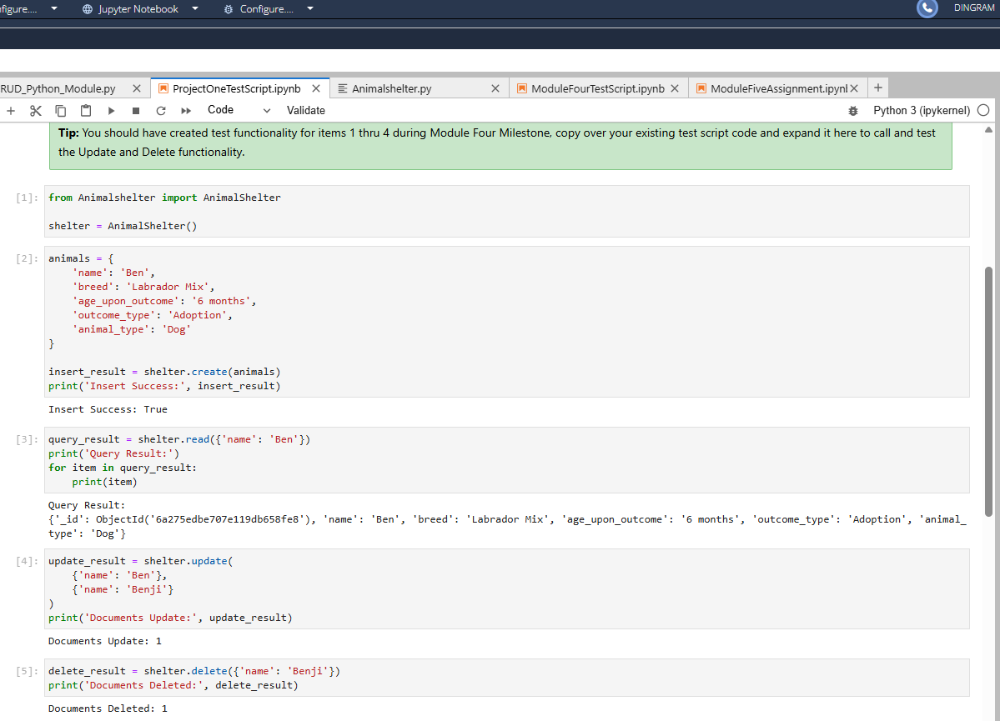 figure....
Jupyter Notebook
Configure....
DINGRAM
RUD_Python_Module.py
ProjectOneTestScript.ipynb
Animalshelter.py
ModuleFourTestScript.ipynb
ModuleFiveAssignment.ipynl
Code
Validate
Python 3 (ipykernel)
Tip: You should have created test functionality for items 1 thru 4 during Module Four Milestone, copy over your existing test script code and expand it here to call and test
the Update and Delete functionality.
[1]: from Animalshelter import AnimalShelter
shelter = AnimalShelter()
[2]: animals = {
    'name': 'Ben',
    'breed': 'Labrador Mix',
    'age_upon_outcome': '6 months',
    'outcome_type': 'Adoption',
    'animal_type': 'Dog'
}
insert_result = shelter.create(animals)
print('Insert Success:', insert_result)
Insert Success: True
[3]: query_result = shelter.read({'name': 'Ben'})
print('Query Result:')
for item in query_result:
    print(item)
Query Result:
{'_id': ObjectId('6a275edbe707e119db658fe8'), 'name': 'Ben', 'breed': 'Labrador Mix', 'age_upon_outcome': '6 months', 'outcome_type': 'Adoption', 'animal_
type': 'Dog'}
[4]: update_result = shelter.update(
    {'name': 'Ben'},
    {'name': 'Benji'}
)
print('Documents Update:', update_result)
Documents Update: 1
[5]: delete_result = shelter.delete({'name': 'Benji'})
print('Documents Deleted:', delete_result)
Documents Deleted: 1